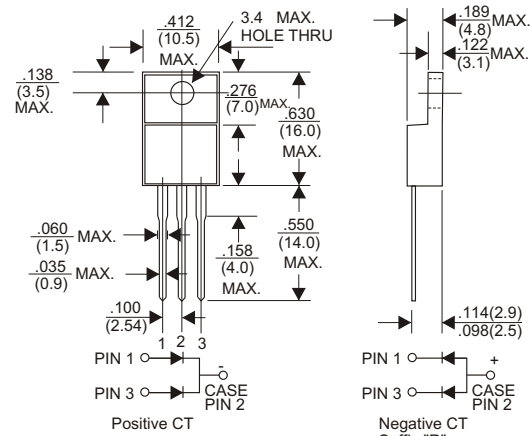 .412
(10.5)
MAX.
3.4 MAX.
HOLE THRU
.189
(4.8) MAX.
.122
(3.1) MAX.
.138
(3.5)
MAX.
.276
(7.0) MAX.
.630
(16.0)
MAX.
.060
(1.5) MAX.
.035
(0.9) MAX.
.158
(4.0)
MAX.
.550
(14.0)
MAX.
.100
(2.54)
1 2 3
.114(2.9)
.098(2.5)
PIN 1
-
PIN 3
CASE
PIN 2
Positive CT
PIN 1
+
PIN 3
CASE
PIN 2
Negative CT